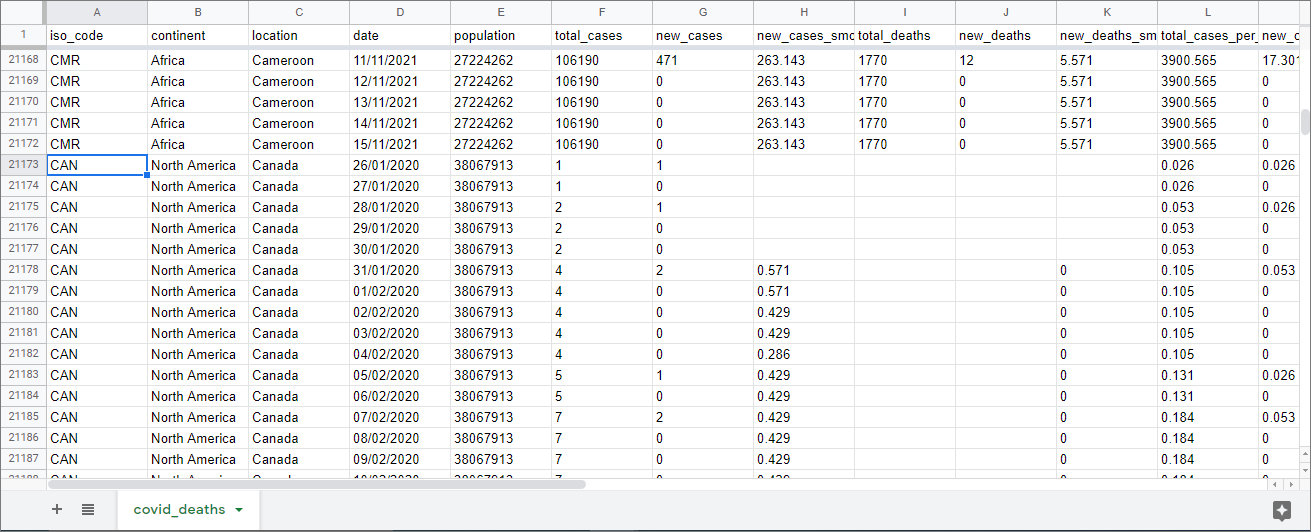 A B C D E F G H I J K L
1 iso_code continent location date population total_cases new_cases new_cases_smo total_deaths new_deaths new_deaths_sm total_cases_per_ new_c
21168 CMR Africa Cameroon 11/11/2021 27224262 106190 471 263.143 1770 12 5.571 3900.565 17.301
21169 CMR Africa Cameroon 12/11/2021 27224262 106190 0 263.143 1770 0 5.571 3900.565 0
21170 CMR Africa Cameroon 13/11/2021 27224262 106190 0 263.143 1770 0 5.571 3900.565 0
21171 CMR Africa Cameroon 14/11/2021 27224262 106190 0 263.143 1770 0 5.571 3900.565 0
21172 CMR Africa Cameroon 15/11/2021 27224262 106190 0 263.143 1770 0 5.571 3900.565 0
21173 CAN North America Canada 26/01/2020 38067913 1 1 0.026 0.026
21174 CAN North America Canada 27/01/2020 38067913 1 0 0.026 0
21175 CAN North America Canada 28/01/2020 38067913 2 1 0.053 0.026
21176 CAN North America Canada 29/01/2020 38067913 2 0 0.053 0
21177 CAN North America Canada 30/01/2020 38067913 2 0 0.053 0
21178 CAN North America Canada 31/01/2020 38067913 4 2 0.571 0 0.105 0.053
21179 CAN North America Canada 01/02/2020 38067913 4 0 0.571 0 0.105 0
21180 CAN North America Canada 02/02/2020 38067913 4 0 0.429 0 0.105 0
21181 CAN North America Canada 03/02/2020 38067913 4 0 0.429 0 0.105 0
21182 CAN North America Canada 04/02/2020 38067913 4 0 0.286 0 0.105 0
21183 CAN North America Canada 05/02/2020 38067913 5 1 0.429 0 0.131 0.026
21184 CAN North America Canada 06/02/2020 38067913 5 0 0.429 0 0.131 0
21185 CAN North America Canada 07/02/2020 38067913 7 2 0.429 0 0.184 0.053
21186 CAN North America Canada 08/02/2020 38067913 7 0 0.429 0 0.184 0
21187 CAN North America Canada 09/02/2020 38067913 7 0 0.429 0 0.184 0
covid_deaths